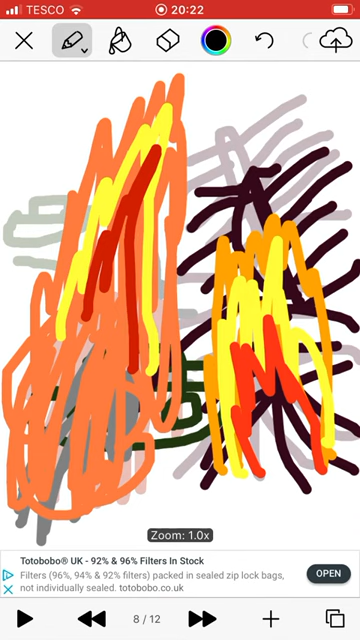 TESCO
20:22
Zoom: 1.0x
Totobobo® UK - 92% & 96% Filters In Stock
Filters (96%, 94% & 92% filters) packed in sealed zip lock bags,
not individually sealed. totobobo.co.uk
OPEN
8 / 12